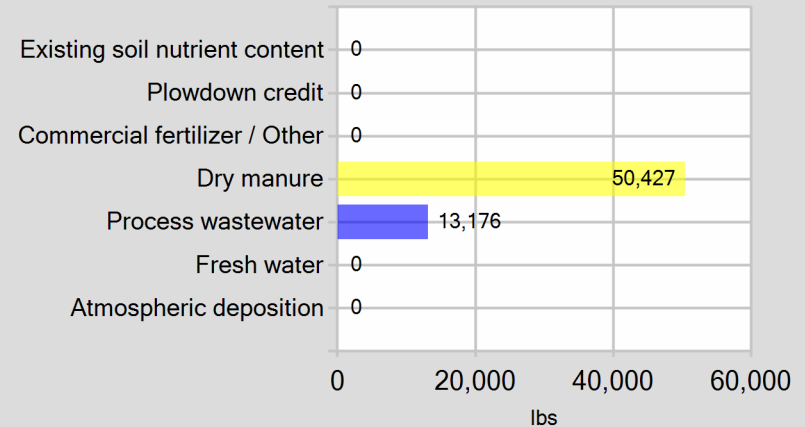 Existing soil nutrient content 0
Plowdown credit 0
Commercial fertilizer / Other 0
Dry manure 50,427
Process wastewater 13,176
Fresh water 0
Atmospheric deposition 0
0 20,000 40,000 60,000
lbs